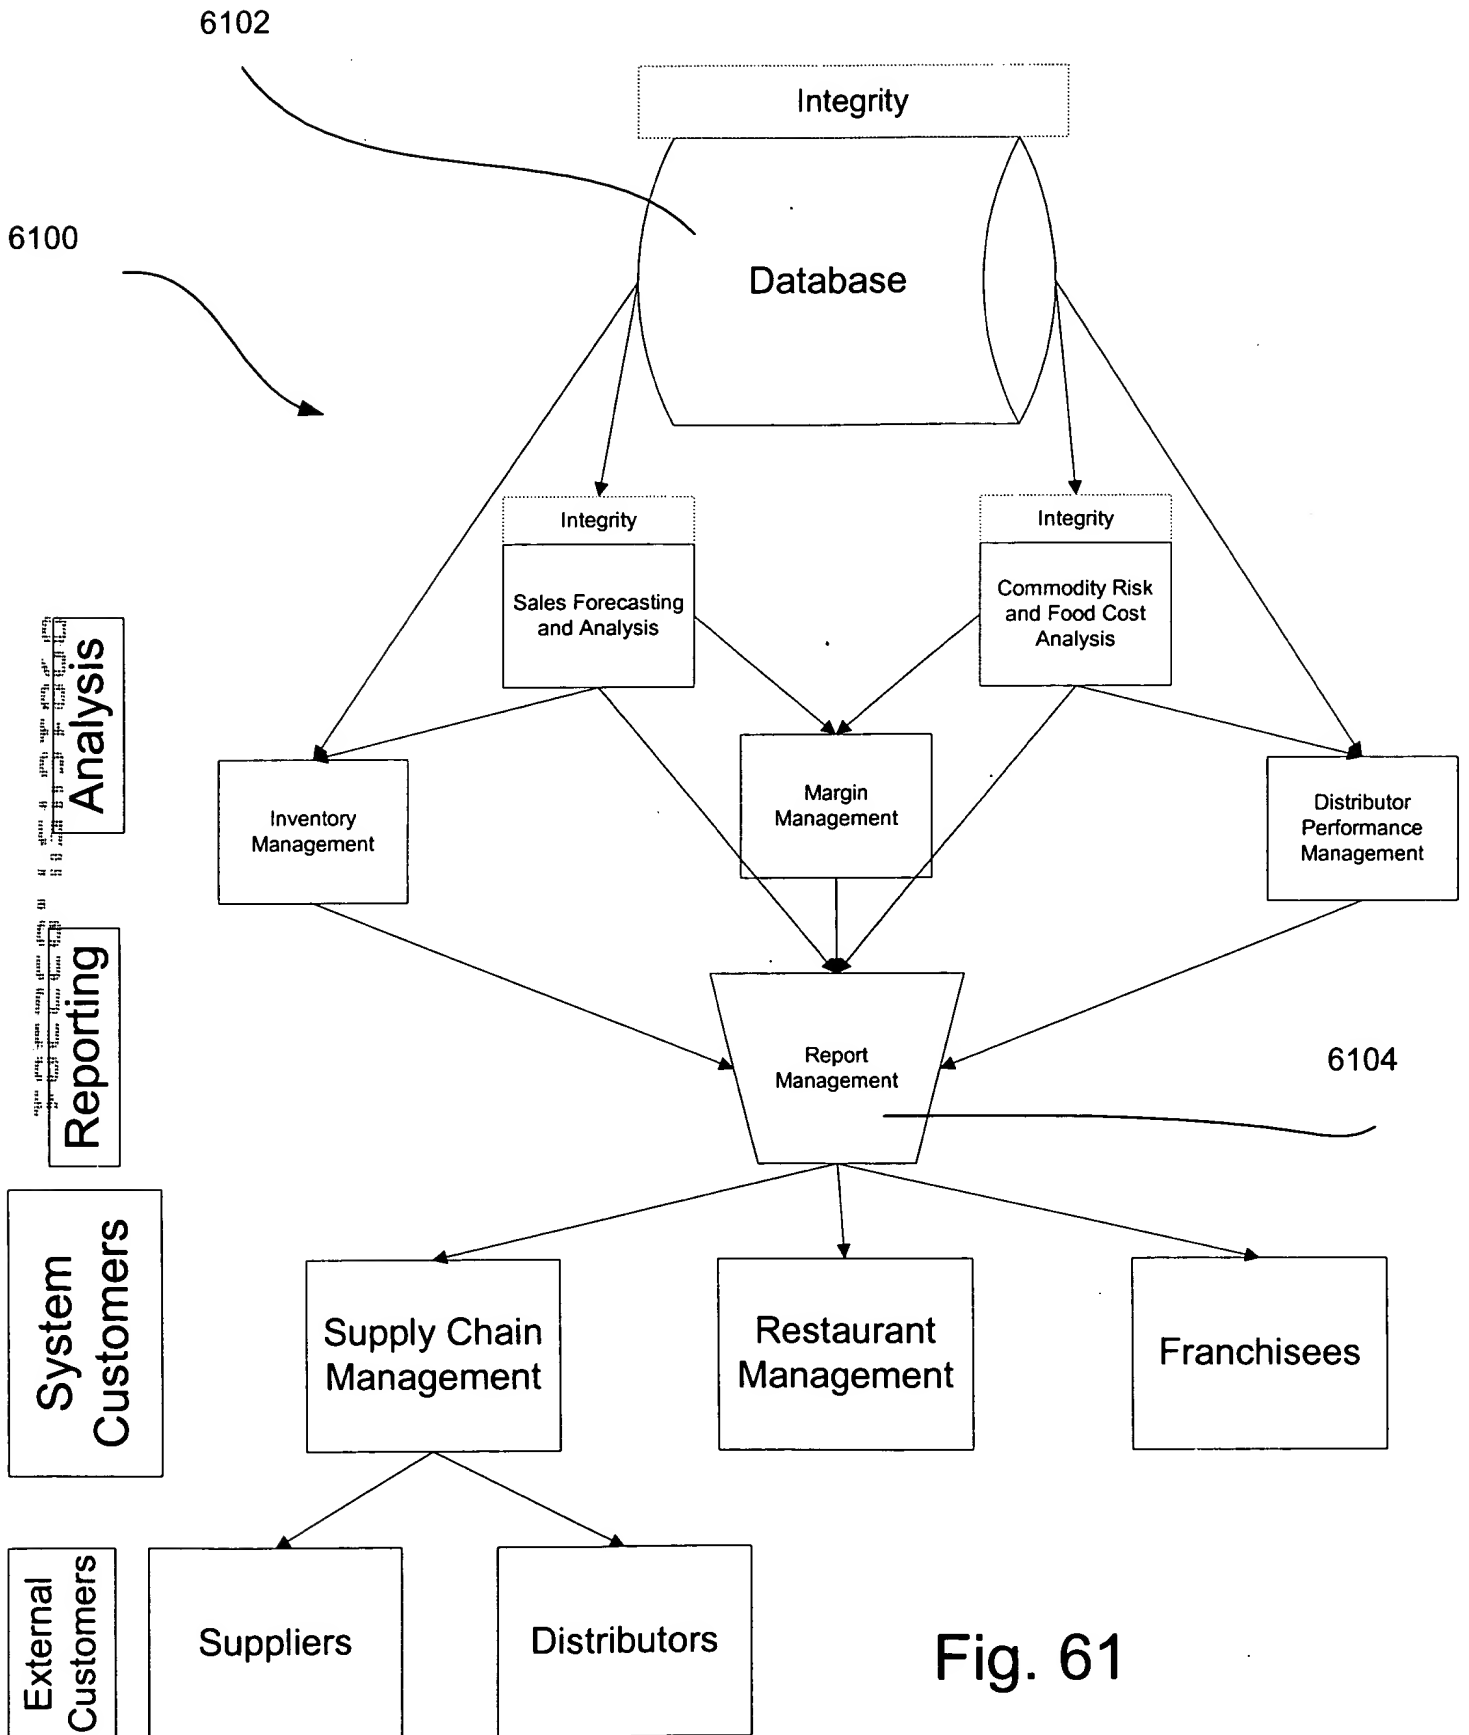 6102
Integrity
6100
Database
Integrity
Integrity
Sales Forecasting
and Analysis
Commodity Risk
and Food Cost
Analysis
Analysis
Inventory
Management
Margin
Management
Distributor
Performance
Management
Reporting
Report
Management
6104
System
Customers
Supply Chain
Management
Restaurant
Management
Franchisees
External
Customers
Suppliers
Distributors
Fig. 61